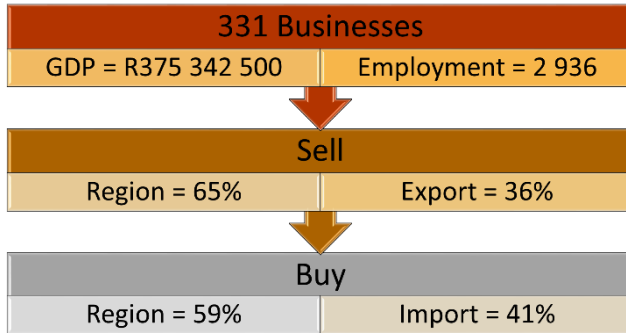 331 Businesses
GDP = R375 342 500 Employment = 2 936
Sell
Region = 65% Export = 36%
Buy
Region = 59% Import = 41%